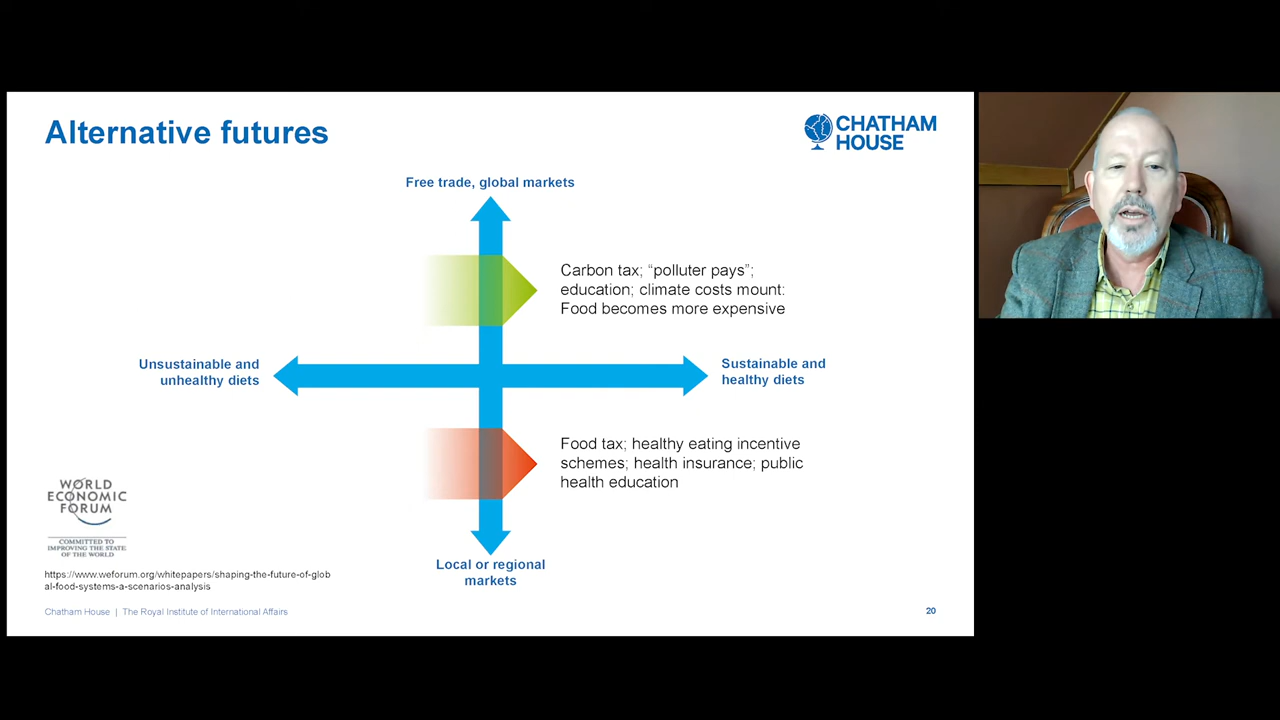 Alternative futures
CHATHAM
HOUSE
Free trade, global markets
Carbon tax; “polluter pays”;
education; climate costs mount:
Food becomes more expensive
Unsustainable and
unhealthy diets
Sustainable and
healthy diets
Food tax; healthy eating incentive
schemes; health insurance; public
health education
WORLD
ECONOMIC
FORUM
COMMITTED TO
IMPROVING THE STATE
OF THE WORLD
Local or regional
markets
https://www.weforum.org/whitepapers/shaping-the-future-of-glob
al-food-systems-a-scenarios-analysis
Chatham House | The Royal Institute of International Affairs
20